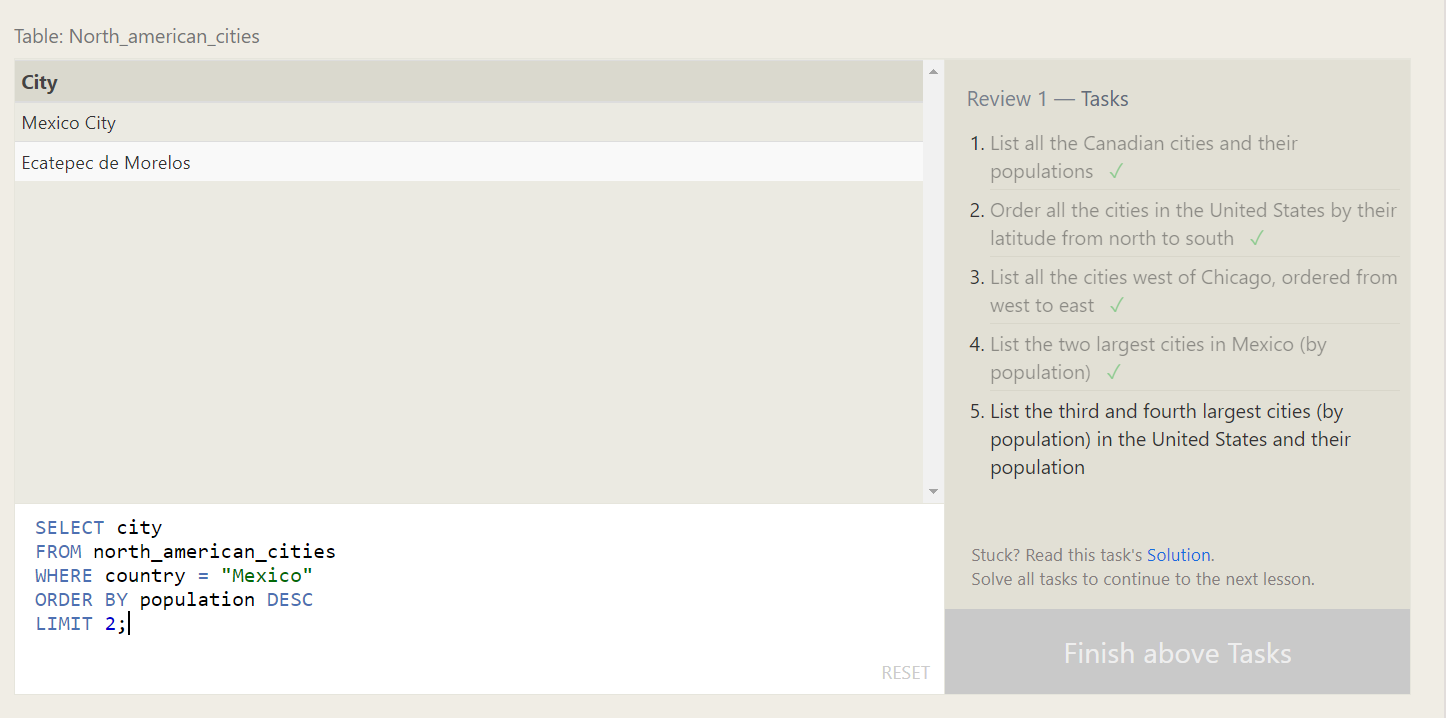 Table: North_american_cities
City
Mexico City
Ecatepec de Morelos
SELECT city
FROM north_american_cities
WHERE country = "Mexico"
ORDER BY population DESC
LIMIT 2;
RESET
Review 1 — Tasks
1. List all the Canadian cities and their
populations ✓
2. Order all the cities in the United States by their
latitude from north to south ✓
3. List all the cities west of Chicago, ordered from
west to east ✓
4. List the two largest cities in Mexico (by
population) ✓
5. List the third and fourth largest cities (by
population) in the United States and their
population
Stuck? Read this task's Solution.
Solve all tasks to continue to the next lesson.
Finish above Tasks